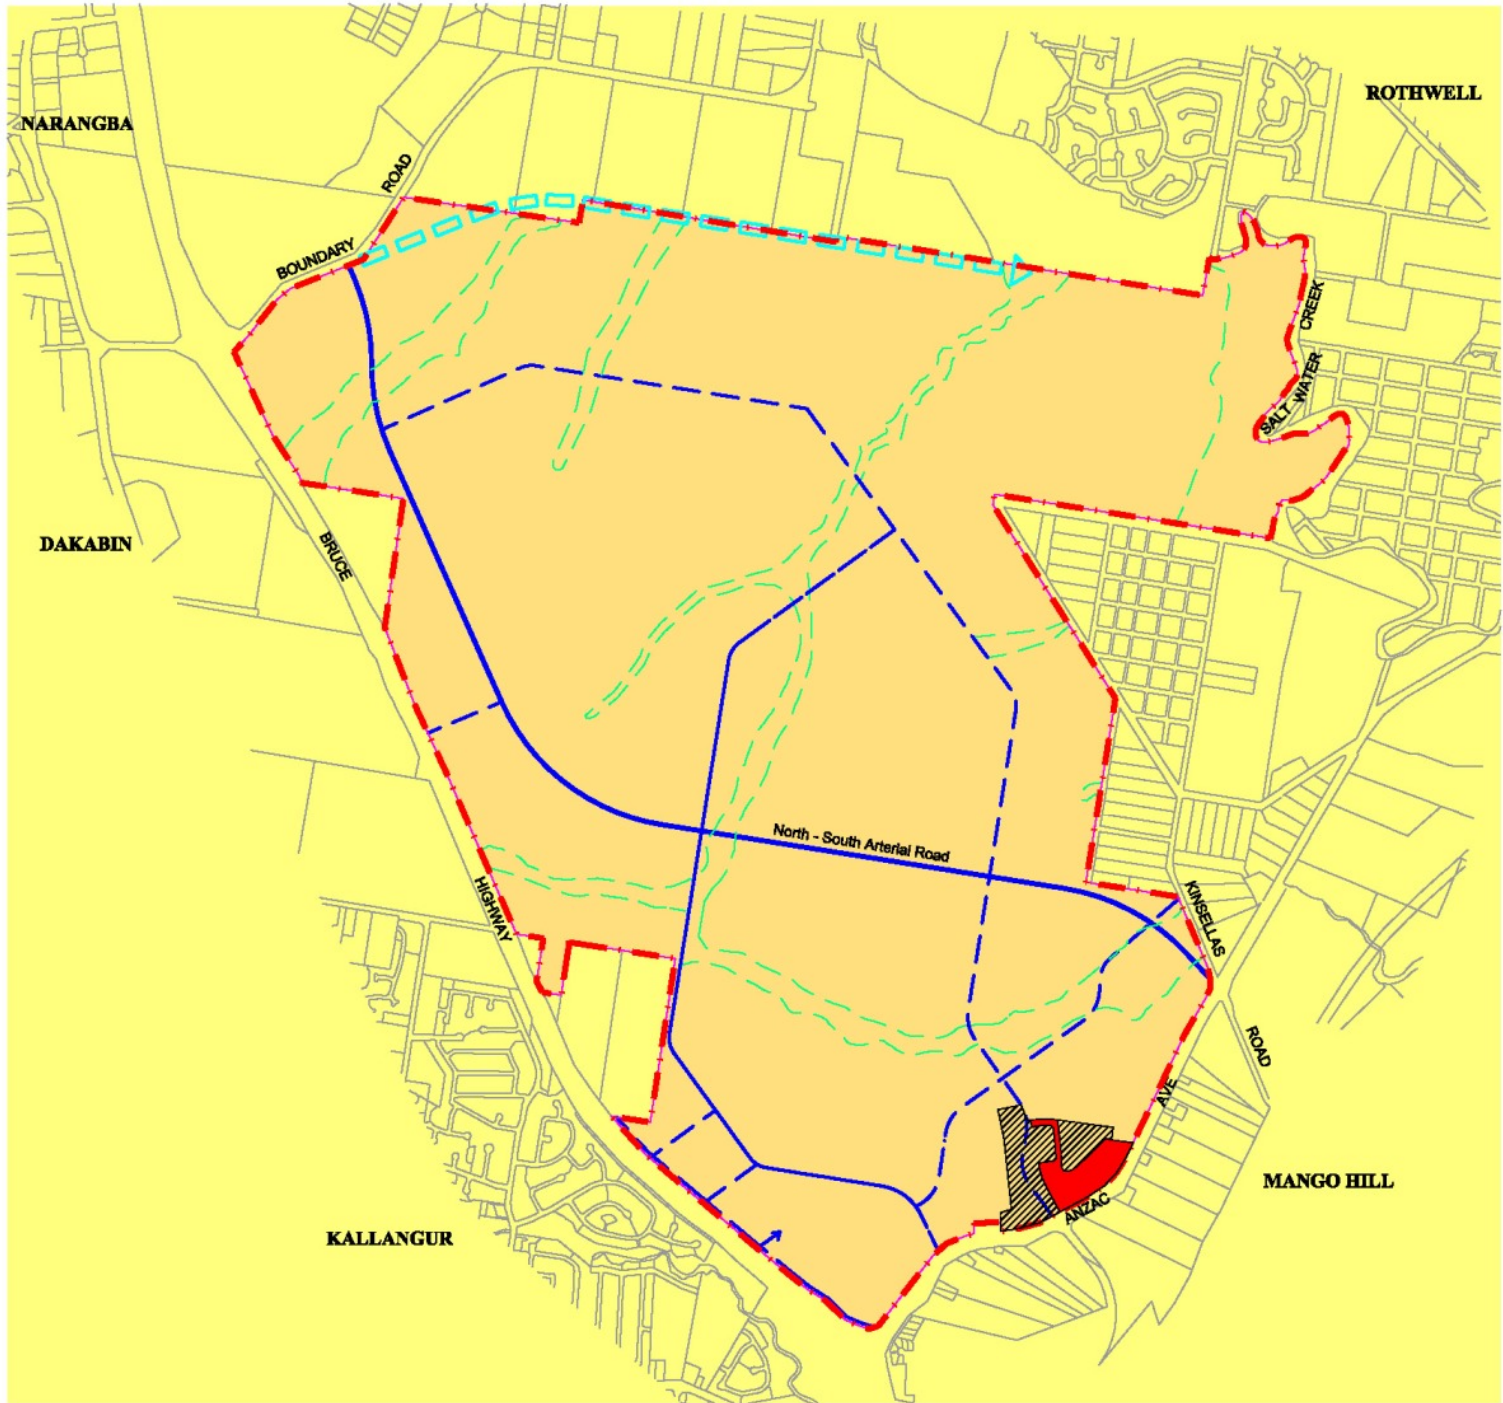 ROTHWELL
NARANGBA
ROAD
BOUNDARY
CREEK
SALT WATER
DAKABIN
BRUCE
North - South Arterial Road
HIGHWAY
KINSELLAS
ROAD
AVE
MANGO HILL
ANZAC
KALLANGUR